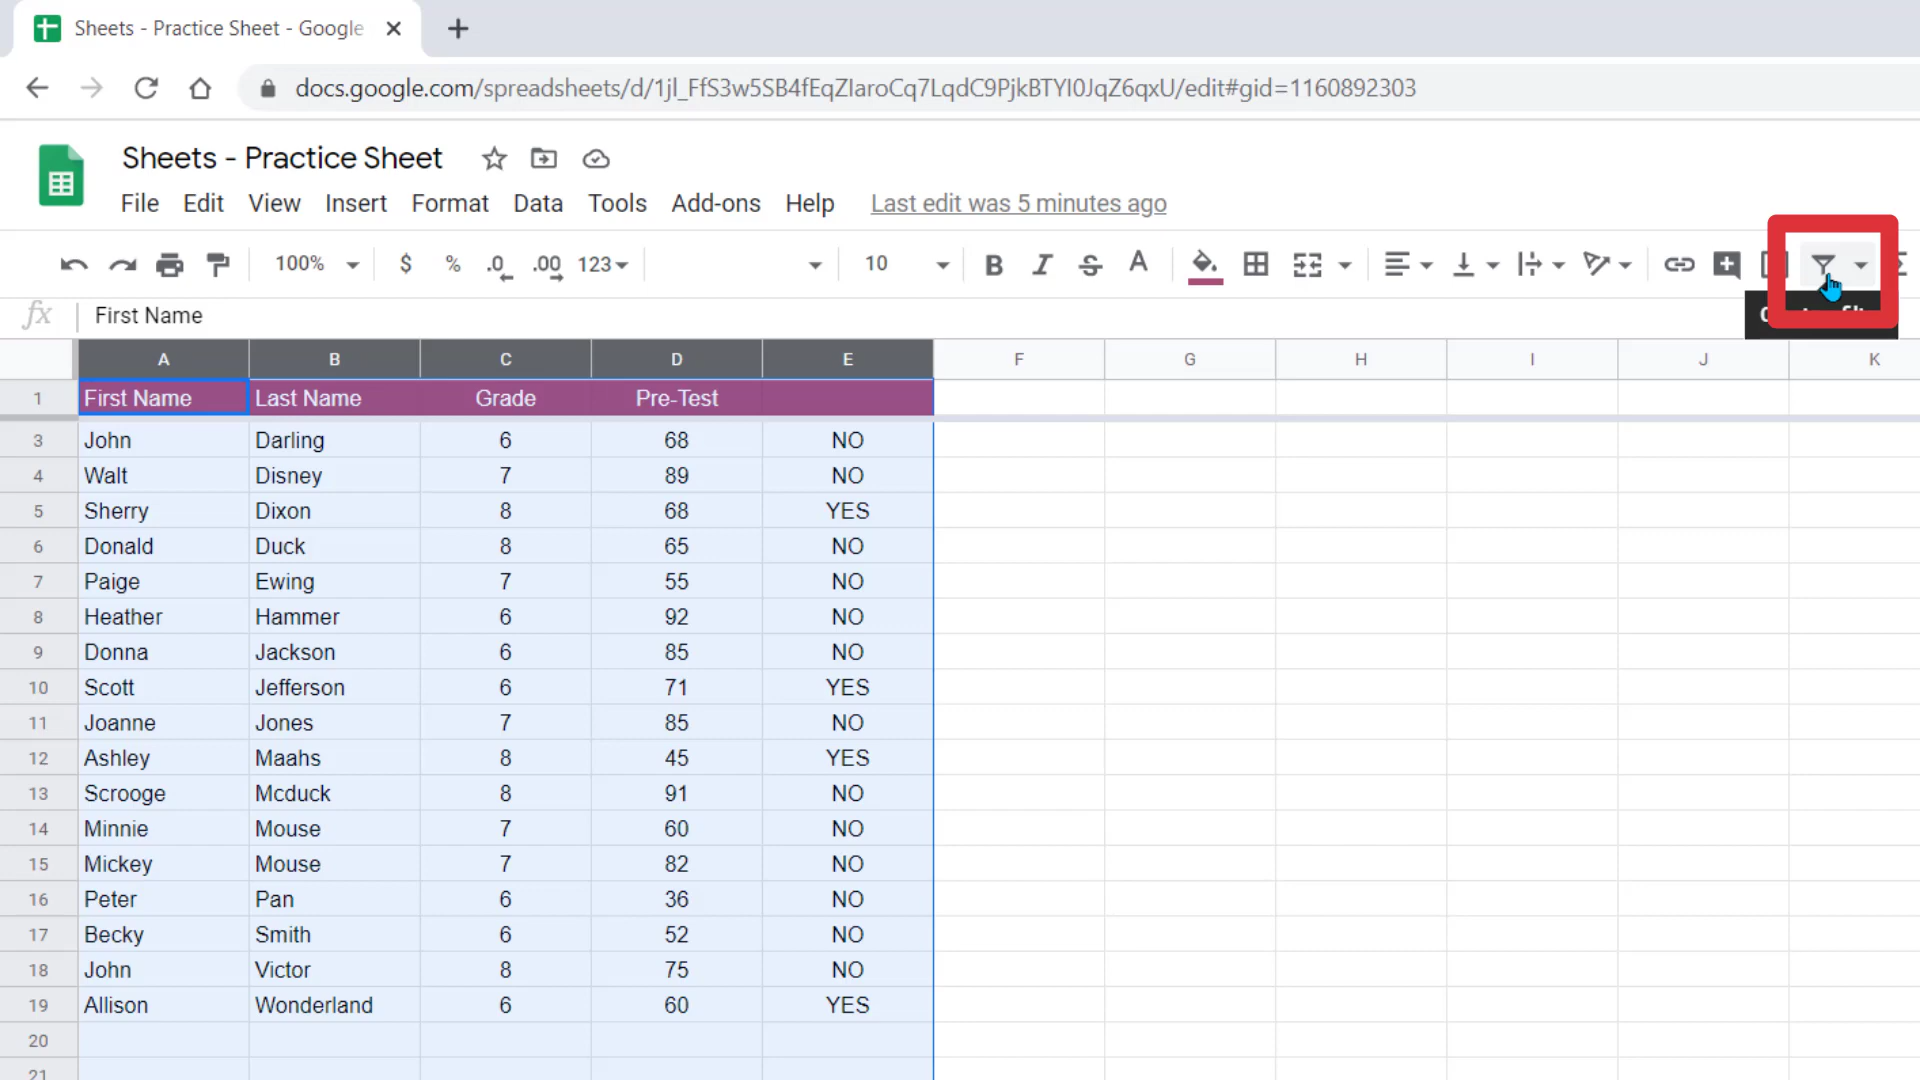 Sheets - Practice Sheet - Google
docs.google.com/spreadsheets/d/1jl_FfS3w5SB4fEqZIaroCq7LqdC9PjkBTYI0JqZ6qxU/edit#gid=1160892303
Sheets - Practice Sheet
File Edit View Insert Format Data Tools Add-ons Help Last edit was 5 minutes ago
100% $ % .0 .00 123 10 B I S A
fx First Name
A B C D E F G H I J K
1 First Name Last Name Grade Pre-Test
3 John Darling 6 68 NO
4 Walt Disney 7 89 NO
5 Sherry Dixon 8 68 YES
6 Donald Duck 8 65 NO
7 Paige Ewing 7 55 NO
8 Heather Hammer 6 92 NO
9 Donna Jackson 6 85 NO
10 Scott Jefferson 6 71 YES
11 Joanne Jones 7 85 NO
12 Ashley Maahs 8 45 YES
13 Scrooge Mcduck 8 91 NO
14 Minnie Mouse 7 60 NO
15 Mickey Mouse 7 82 NO
16 Peter Pan 6 36 NO
17 Becky Smith 6 52 NO
18 John Victor 8 75 NO
19 Allison Wonderland 6 60 YES
20
21